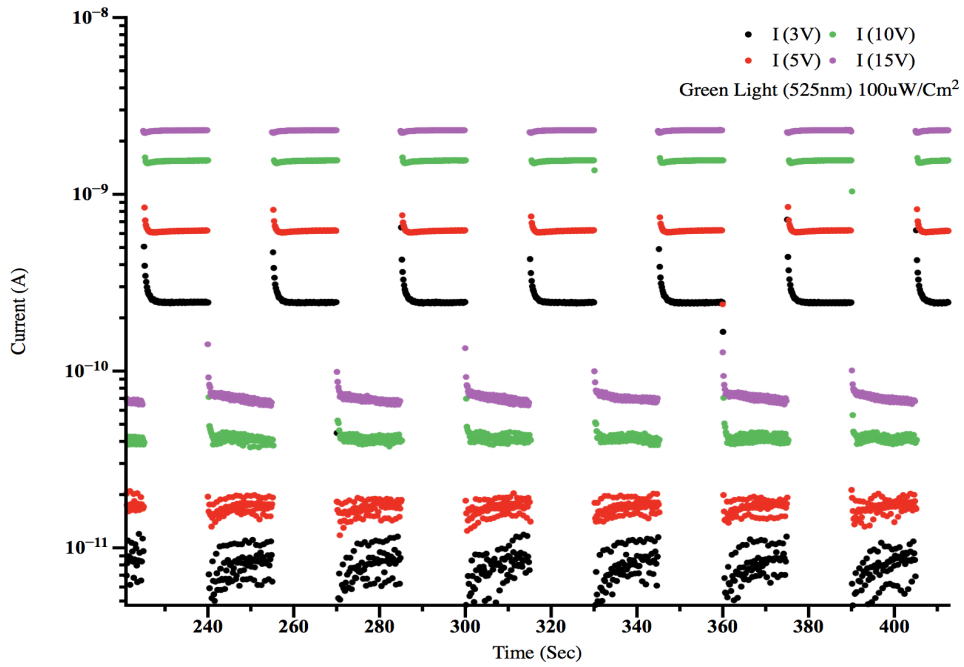 10⁻⁸
I (3V) I (10V)
I (5V) I (15V)
Green Light (525nm) 100uW/Cm²
10⁻⁹
Current (A)
10⁻¹⁰
10⁻¹¹
240 260 280 300 320 340 360 380 400
Time (Sec)